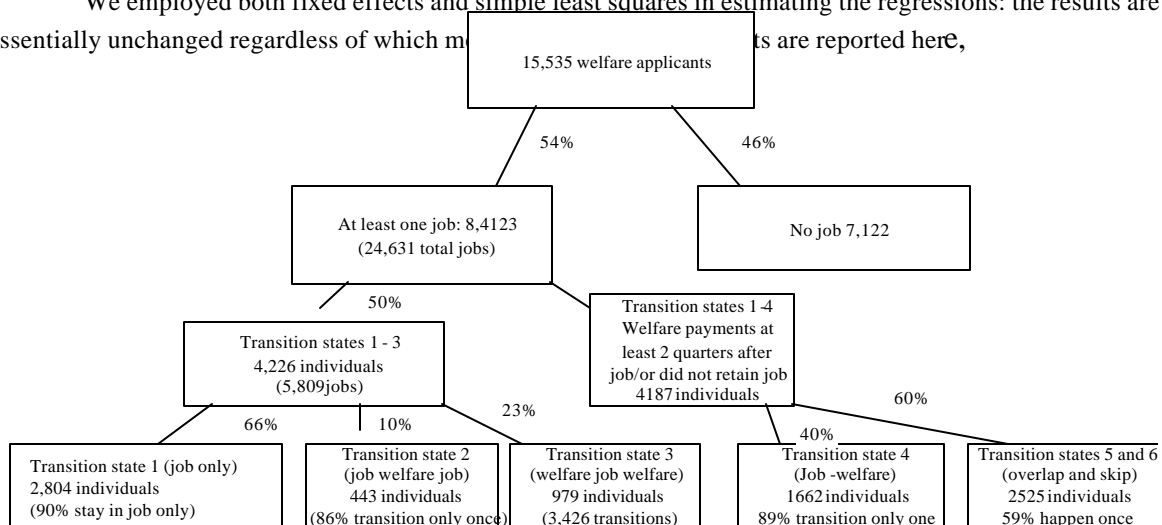 We employed both fixed effects and simple least squares in estimating the regressions: the results are
ssentially unchanged regardless of which ts are reported here,
15,535 welfare applicants
54%
46%
At least one job: 8,4123
(24,631 total jobs)
No job 7,122
50%
Transition states 1 - 3
4,226 individuals
(5,809jobs)
Transition states 1-4
Welfare payments at
least 2 quarters after
job/or did not retain job
4187 individuals
66%
10%
23%
40%
60%
Transition state 1 (job only)
2,804 individuals
(90% stay in job only)
Transition state 2
(job welfare job)
443 individuals
(86% transition only once)
Transition state 3
(welfare job welfare)
979 individuals
(3,426 transitions)
Transition state 4
(Job -welfare)
1662 individuals
89% transition only one
Transition states 5 and 6
(overlap and skip)
2525 individuals
59% happen once